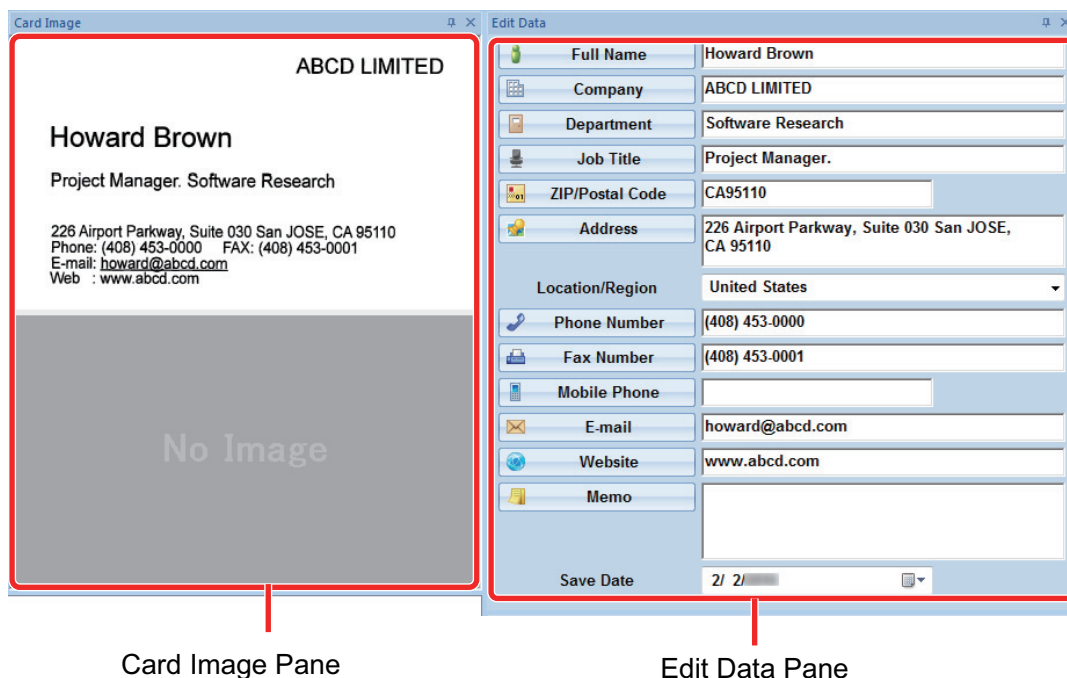 Card Image
ABCD LIMITED
Howard Brown
Project Manager. Software Research
226 Airport Parkway, Suite 030 San JOSE, CA 95110
Phone: (408) 453-0000 FAX: (408) 453-0001
E-mail: howard@abcd.com
Web : www.abcd.com
No Image
Edit Data
Full Name Howard Brown
Company ABCD LIMITED
Department Software Research
Job Title Project Manager.
ZIP/Postal Code CA95110
Address 226 Airport Parkway, Suite 030 San JOSE,
CA 95110
Location/Region United States
Phone Number (408) 453-0000
Fax Number (408) 453-0001
Mobile Phone
E-mail howard@abcd.com
Website www.abcd.com
Memo
Save Date 2/ 2/
Card Image Pane
Edit Data Pane